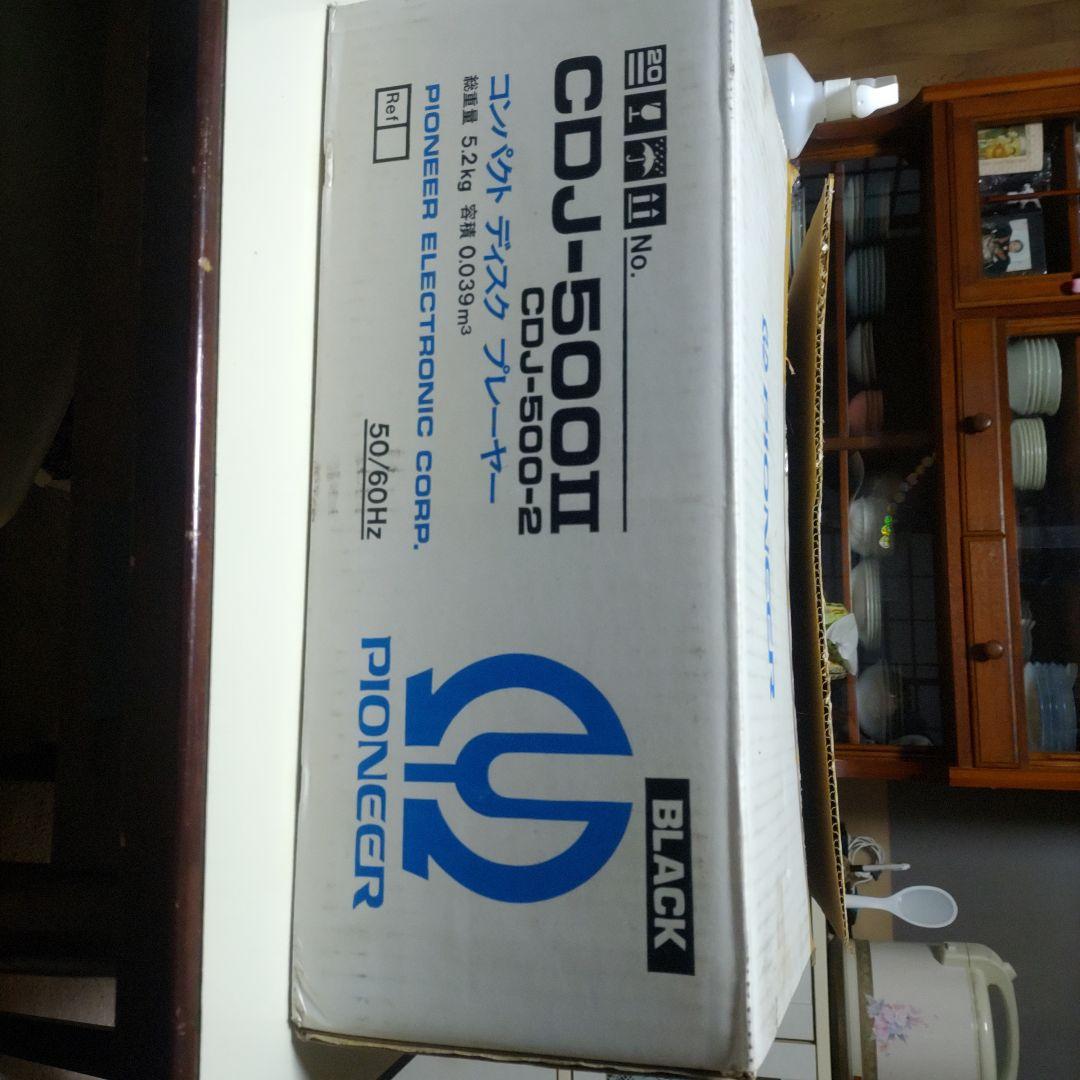 20
No.
CDJ-500II
CDJ-500-2
コンパクト ディスク プレーヤー
総重量 5.2kg 容積 0.039m3
PIONEER ELECTRONIC CORP.
Ref
50/60Hz
BLACK
PIONEER
PIONEER